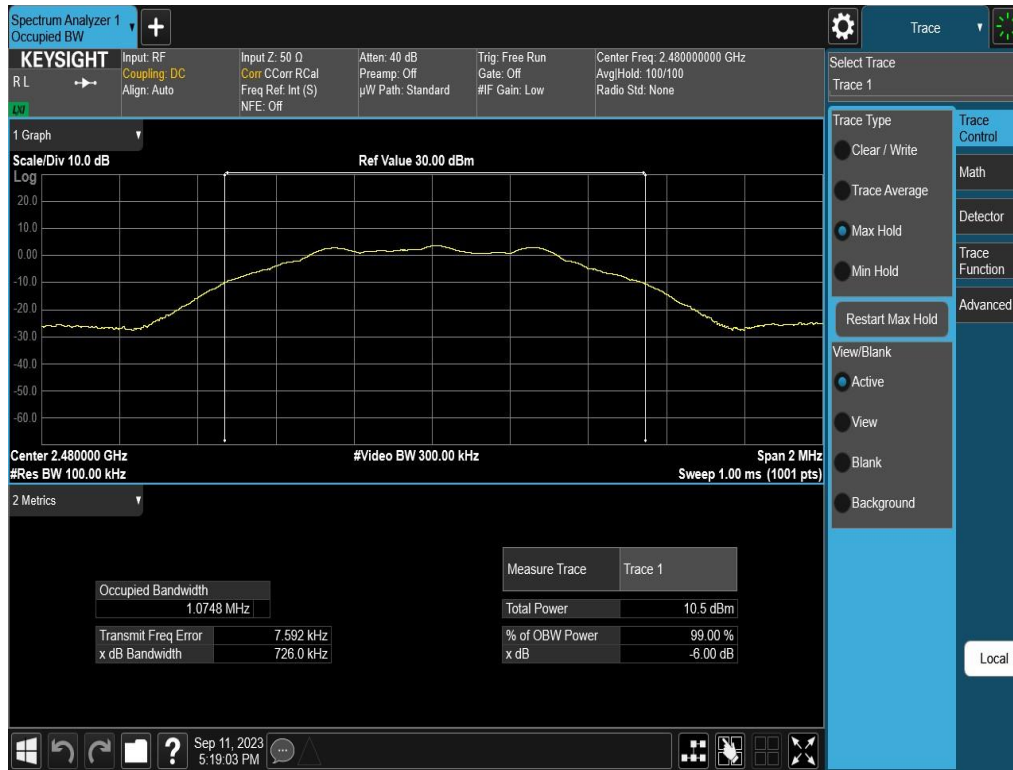 Spectrum Analyzer 1
Occupied BW
+
Trace
KEYSIGHT
R L
LXI
Input: RF
Coupling: DC
Align: Auto
Input Z: 50 Ω
Corr CCorr RCal
Freq Ref: Int (S)
NFE: Off
Atten: 40 dB
Preamp: Off
µW Path: Standard
Trig: Free Run
Gate: Off
#IF Gain: Low
Center Freq: 2.480000000 GHz
Avg|Hold: 100/100
Radio Std: None
1 Graph
Scale/Div 10.0 dB
Ref Value 30.00 dBm
Log
20.0
10.0
0.00
-10.0
-20.0
-30.0
-40.0
-50.0
-60.0
Center 2.480000 GHz
#Video BW 300.00 kHz
Span 2 MHz
#Res BW 100.00 kHz
Sweep 1.00 ms (1001 pts)
2 Metrics
Occupied Bandwidth
1.0748 MHz
Transmit Freq Error 7.592 kHz
x dB Bandwidth 726.0 kHz
Measure Trace Trace 1
Total Power 10.5 dBm
% of OBW Power 99.00 %
x dB -6.00 dB
Select Trace
Trace 1
Trace Type
Clear / Write
Trace Average
Max Hold
Min Hold
Restart Max Hold
View/Blank
Active
View
Blank
Background
Trace
Control
Math
Detector
Trace
Function
Advanced
Local
?
Sep 11, 2023
5:19:03 PM